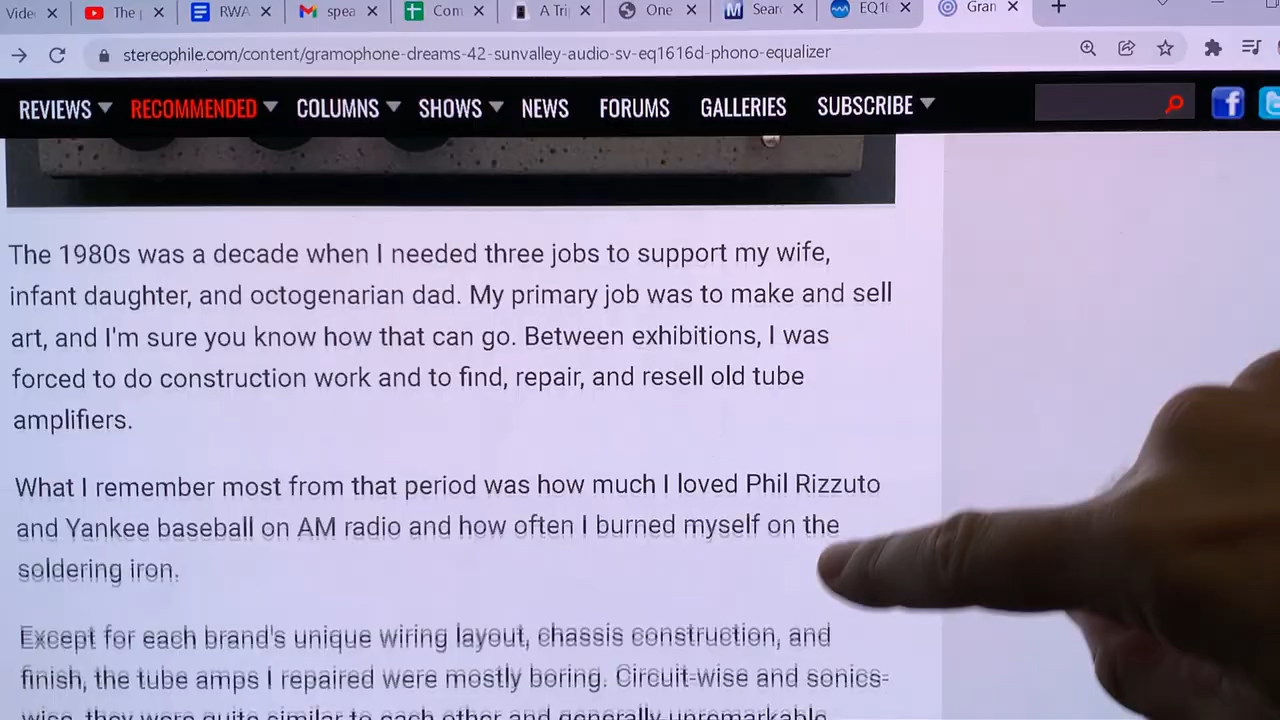 Vide
The p
RWA
spea
Com
A Tri
One
Sear
EQ1
Gran
stereophile.com/content/gramophone-dreams-42-sunvalley-audio-sv-eq1616d-phono-equalizer
REVIEWS RECOMMENDED COLUMNS SHOWS NEWS FORUMS GALLERIES SUBSCRIBE
The 1980s was a decade when I needed three jobs to support my wife,
infant daughter, and octogenarian dad. My primary job was to make and sell
art, and I'm sure you know how that can go. Between exhibitions, I was
forced to do construction work and to find, repair, and resell old tube
amplifiers.
What I remember most from that period was how much I loved Phil Rizzuto
and Yankee baseball on AM radio and how often I burned myself on the
soldering iron.
Except for each brand's unique wiring layout, chassis construction, and
finish, the tube amps I repaired were mostly boring. Circuit-wise and sonics-
wise, they were quite similar to each other and generally unremarkable